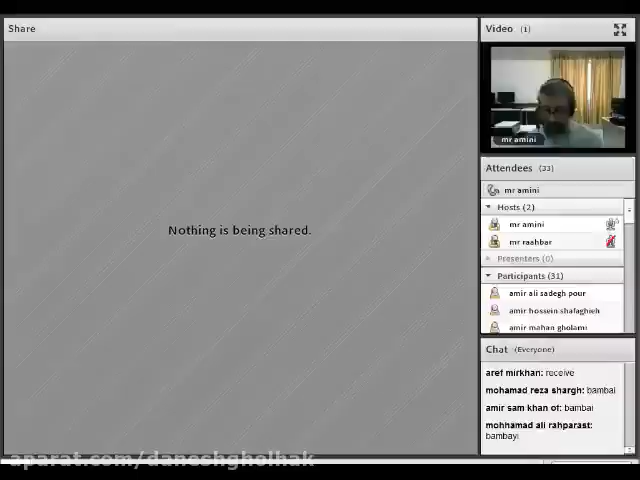 Share
Nothing is being shared.
Video (1)
mr amini
Attendees (33)
mr amini
Hosts (2)
mr amini
mr raahbar
Presenters (0)
Participants (31)
amir ali sadegh pour
amir hossein shafaghieh
amir mahan gholami
Chat (Everyone)
aref mirkhan: receive
mohamad reza shargh: bambai
amir sam khan of: bambai
mohhamad ali rahparast:
bambayi
aparat.com/daneshgholhak